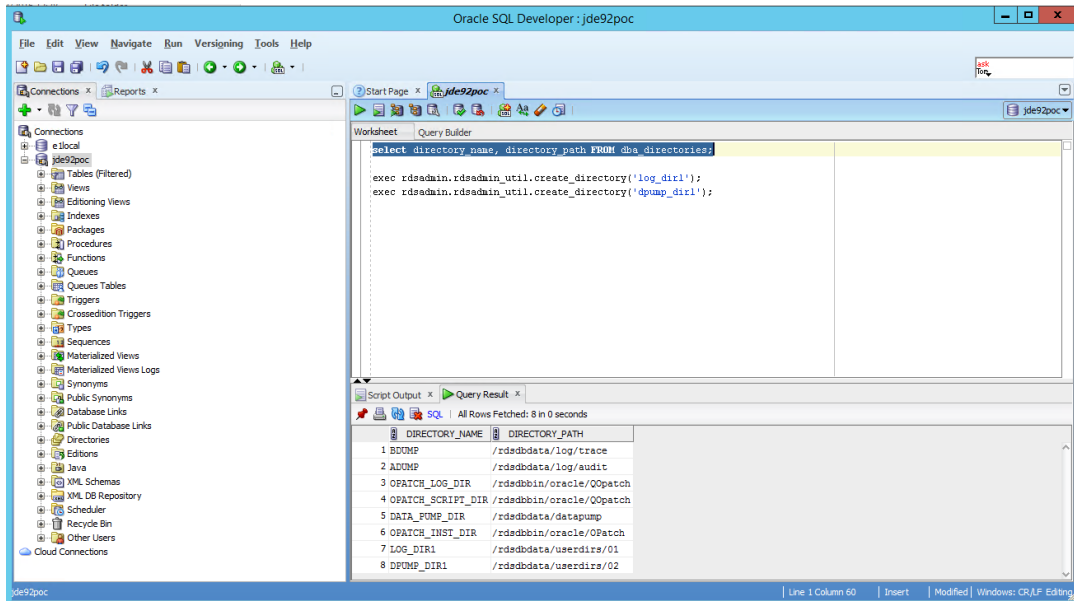 Oracle SQL Developer : jde92poc
File Edit View Navigate Run Versioning Tools Help
ask
Tom
Connections x Reports x
Start Page x jde92poc x
jde92poc
Connections
e1local
jde92poc
Tables (Filtered)
Views
Editioning Views
Indexes
Packages
Procedures
Functions
Queues
Queues Tables
Triggers
Crossedition Triggers
Types
Sequences
Materialized Views
Materialized Views Logs
Synonyms
Public Synonyms
Database Links
Public Database Links
Directories
Editions
Java
XML Schemas
XML DB Repository
Scheduler
Recycle Bin
Other Users
Cloud Connections
Worksheet Query Builder
select directory_name, directory_path FROM dba_directories;
exec rdsadmin.rdsadmin_util.create_directory('log_dir1');
exec rdsadmin.rdsadmin_util.create_directory('dpump_dir1');
Script Output x Query Result x
SQL | All Rows Fetched: 8 in 0 seconds
DIRECTORY_NAME DIRECTORY_PATH
1 BDUMP /rdsdbdata/log/trace
2 ADUMP /rdsdbdata/log/audit
3 OPATCH_LOG_DIR /rdsdbbin/oracle/QOpatch
4 OPATCH_SCRIPT_DIR /rdsdbbin/oracle/QOpatch
5 DATA_PUMP_DIR /rdsdbdata/datapump
6 OPATCH_INST_DIR /rdsdbbin/oracle/OPatch
7 LOG_DIR1 /rdsdbdata/userdirs/01
8 DPUMP_DIR1 /rdsdbdata/userdirs/02
jde92poc
Line 1 Column 60 | Insert | Modified | Windows: CR/LF Editing